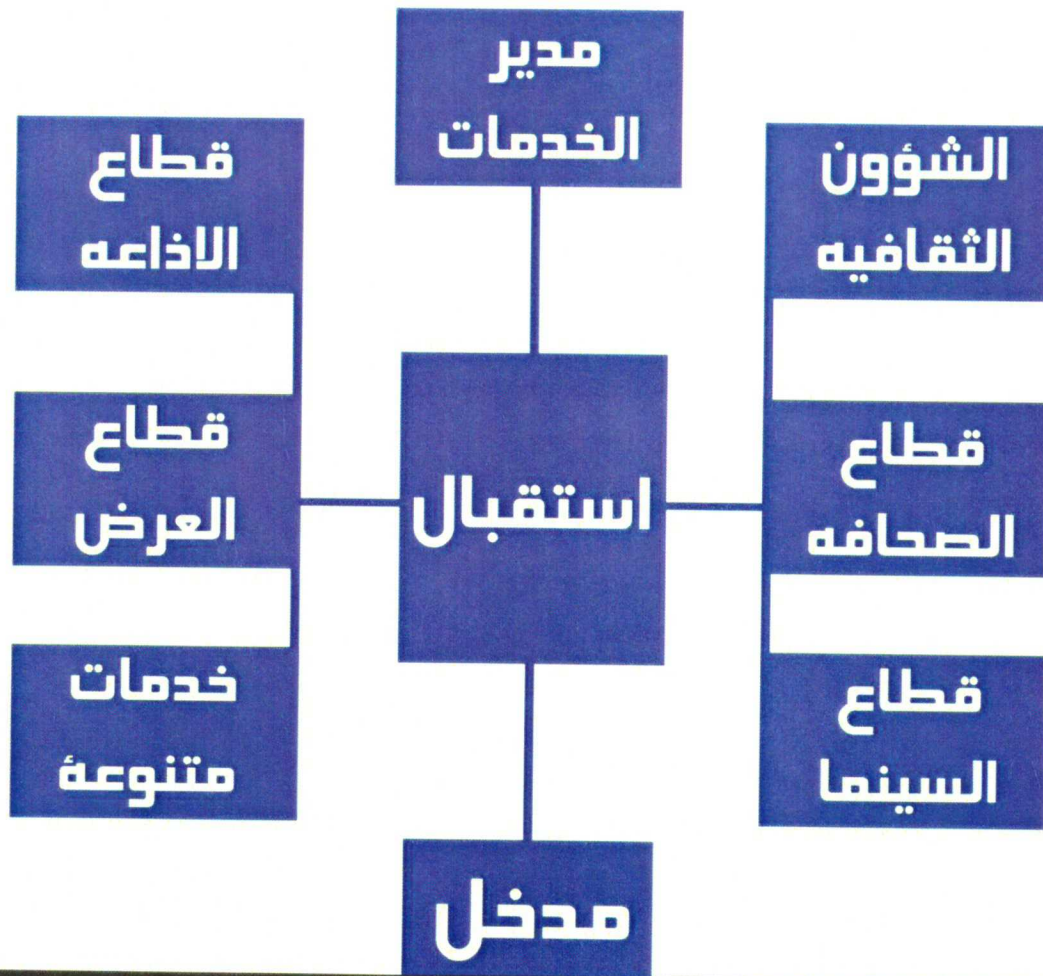 مدير
الخدمات
الشؤون
الثقافيه
قطاع
الاذاعه
استقبال
قطاع
الصحافه
قطاع
العرض
قطاع
السينما
خدمات
متنوعة
مدخل